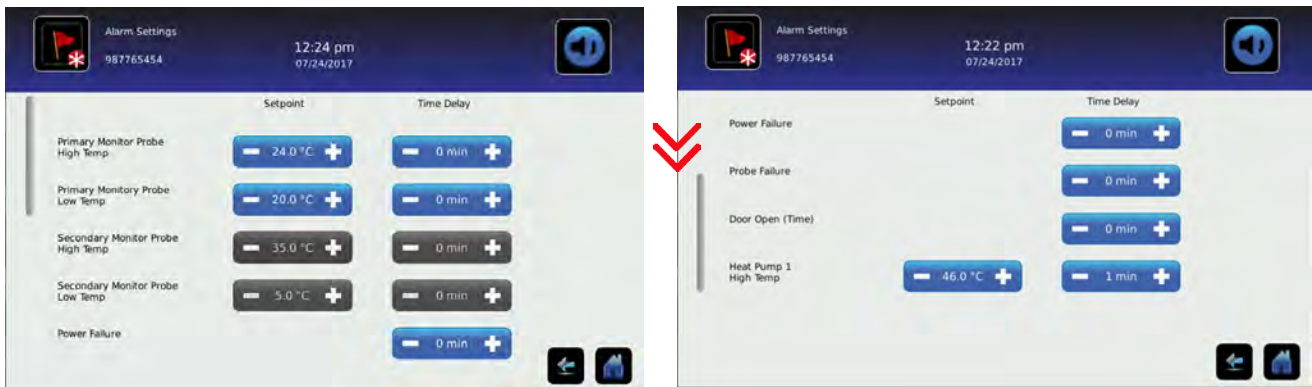 Alarm Settings
987765454
12:24 pm
07/24/2017
Setpoint Time Delay
Primary Monitor Probe
High Temp
24.0 °C 0 min
Primary Monitory Probe
Low Temp
20.0 °C 0 min
Secondary Monitor Probe
High Temp
35.0 °C 0 min
Secondary Monitor Probe
Low Temp
5.0 °C 0 min
Power Failure
0 min
Alarm Settings
987765454
12:22 pm
07/24/2017
Setpoint Time Delay
Power Failure
0 min
Probe Failure
0 min
Door Open (Time)
0 min
Heat Pump 1
High Temp
46.0 °C 1 min